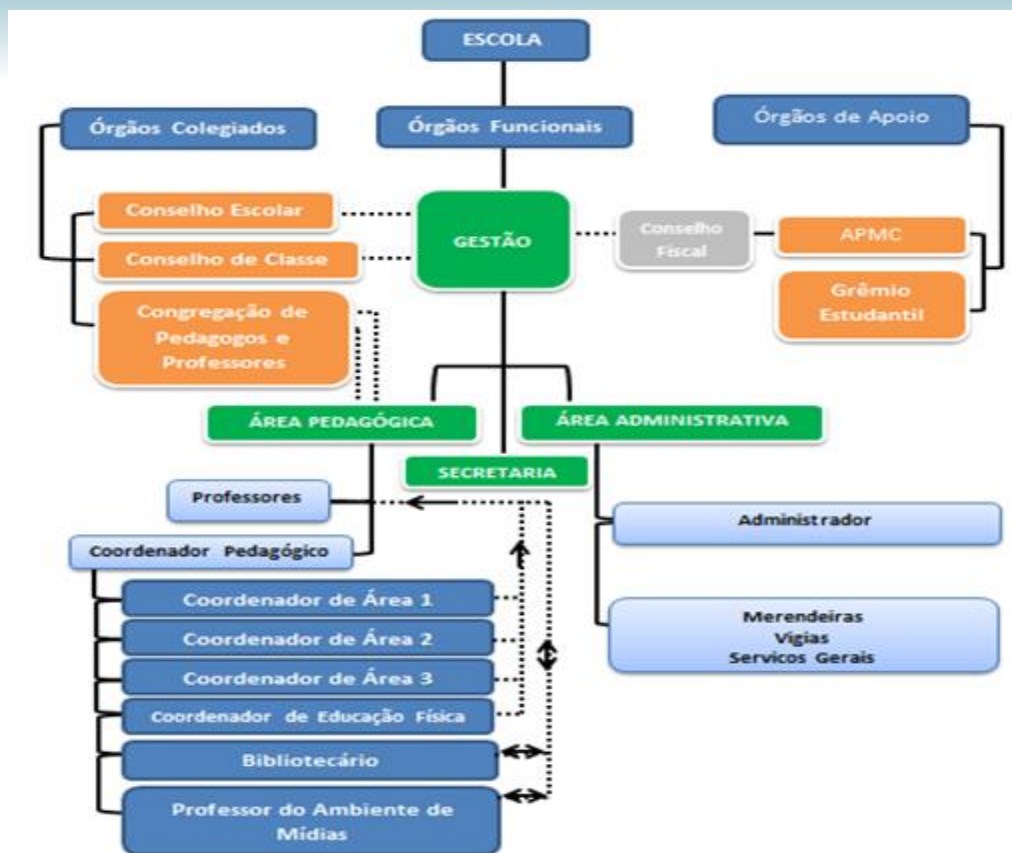 ESCOLA
Órgãos Colegiados
Órgãos Funcionais
Órgãos de Apoio
Conselho Escolar
Conselho de Classe
Congregação de
Pedagogos e
Professores
GESTÃO
Conselho
Fiscal
APMC
Grêmio
Estudantil
ÁREA PEDAGÓGICA
ÁREA ADMINISTRATIVA
SECRETARIA
Professores
Coordenador Pedagógico
Coordenador de Área 1
Coordenador de Área 2
Coordenador de Área 3
Coordenador de Educação Física
Bibliotecário
Professor do Ambiente de
Mídias
Administrador
Merendeiras
Vigias
Servicos Gerais